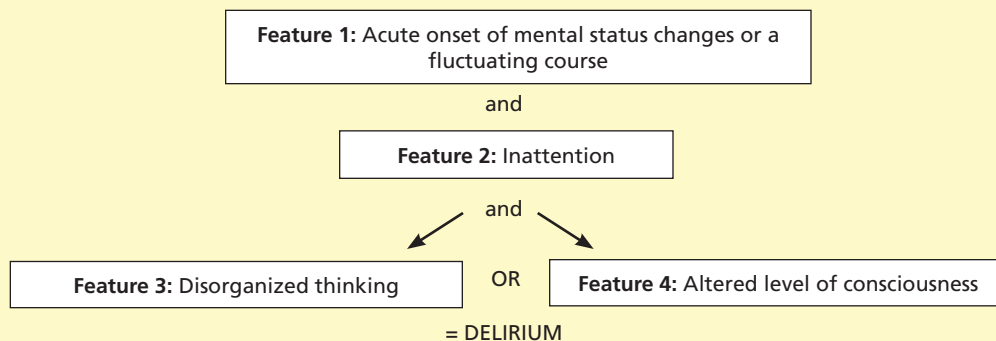 Feature 1: Acute onset of mental status changes or a
fluctuating course
and
Feature 2: Inattention
and
Feature 3: Disorganized thinking
OR
Feature 4: Altered level of consciousness
= DELIRIUM